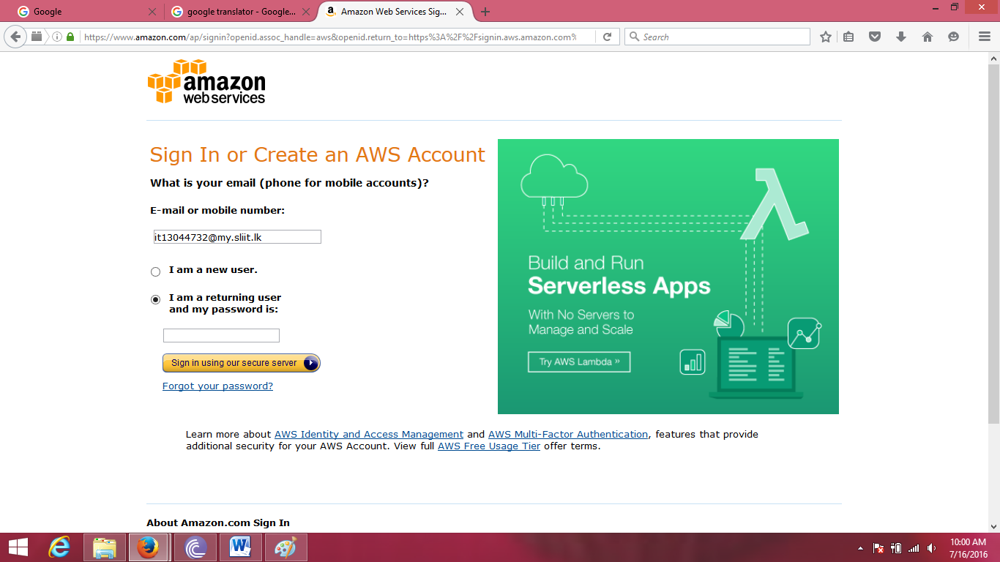 Google
google translator - Google...
Amazon Web Services Sig...
https://www.amazon.com/ap/signin?openid.assoc_handle=aws&openid.return_to=https%3A%2F%2Fsignin.aws.amazon.com%
Search
amazon
web services
Sign In or Create an AWS Account
What is your email (phone for mobile accounts)?
E-mail or mobile number:
it13044732@my.sliit.lk
I am a new user.
I am a returning user
and my password is:
Sign in using our secure server
Forgot your password?
Build and Run
Serverless Apps
With No Servers to
Manage and Scale
Try AWS Lambda »
Learn more about AWS Identity and Access Management and AWS Multi-Factor Authentication, features that provide
additional security for your AWS Account. View full AWS Free Usage Tier offer terms.
About Amazon.com Sign In
10:00 AM
7/16/2016